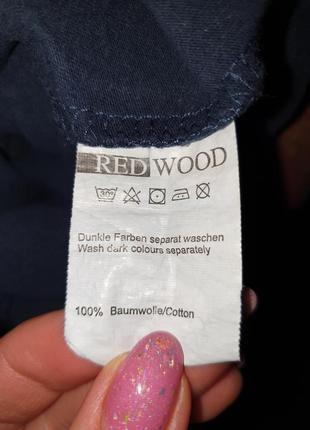 RED WOOD
30°
Dunkle Farben separat waschen
Wash dark colours separately
100% Baumwolle/Cotton